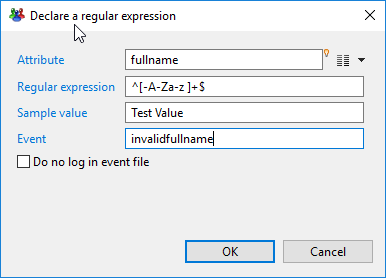 Declare a regular expression
Attribute fullname
Regular expression ^[-A-Za-z ]+$
Sample value Test Value
Event invalidfullname
Do no log in event file
OK Cancel